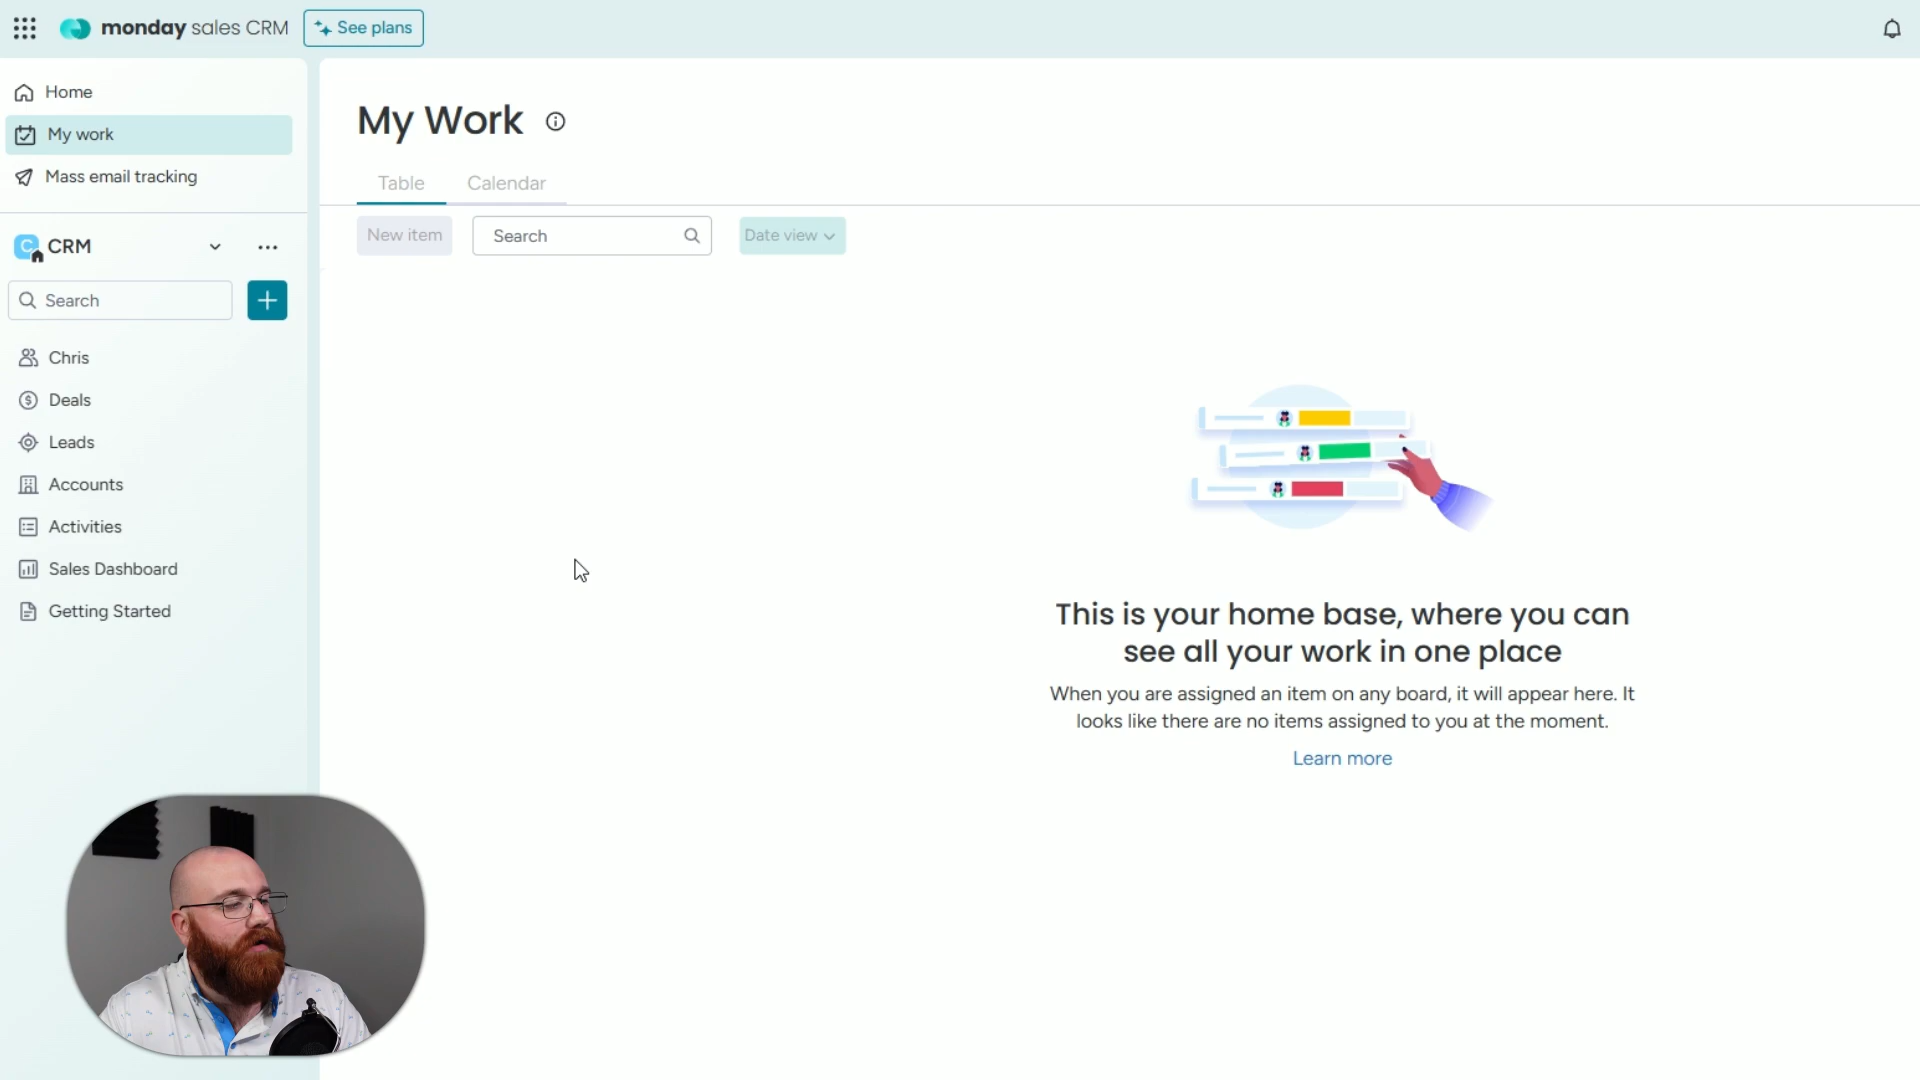 monday sales CRM
See plans
Home
My work
Mass email tracking
C CRM
Search
Chris
Deals
Leads
Accounts
Activities
Sales Dashboard
Getting Started
My Work
Table
Calendar
New item
Search
Date view
This is your home base, where you can
see all your work in one place
When you are assigned an item on any board, it will appear here. It
looks like there are no items assigned to you at the moment.
Learn more